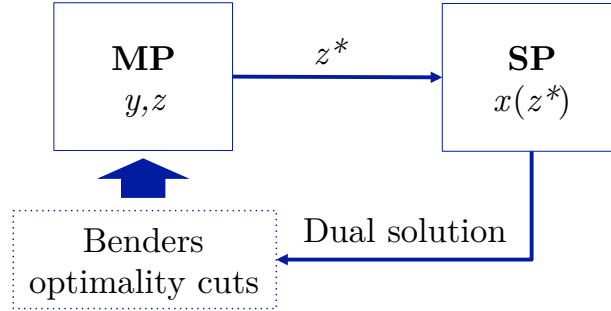 MP
y,z
z*
SP
x(z*)
Dual solution
Benders
optimality cuts